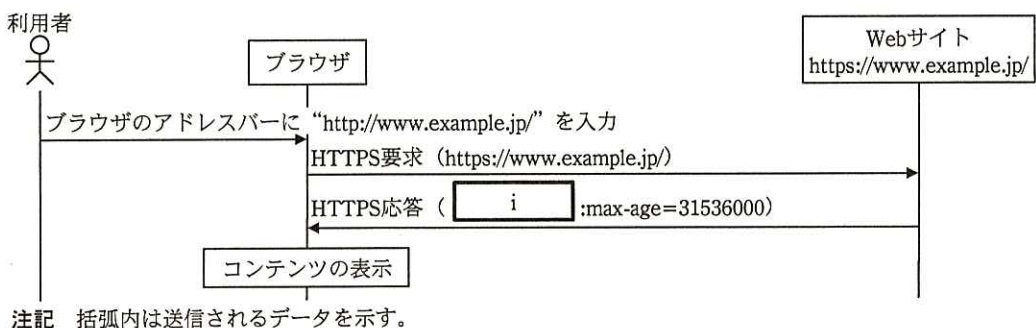 利用者
ブラウザ
Webサイト
https://www.example.jp/
ブラウザのアドレスバーに“http://www.example.jp/”を入力
HTTPS要求（https://www.example.jp/）
HTTPS応答（ i :max-age=31536000）
コンテンツの表示
注記 括弧内は送信されるデータを示す。